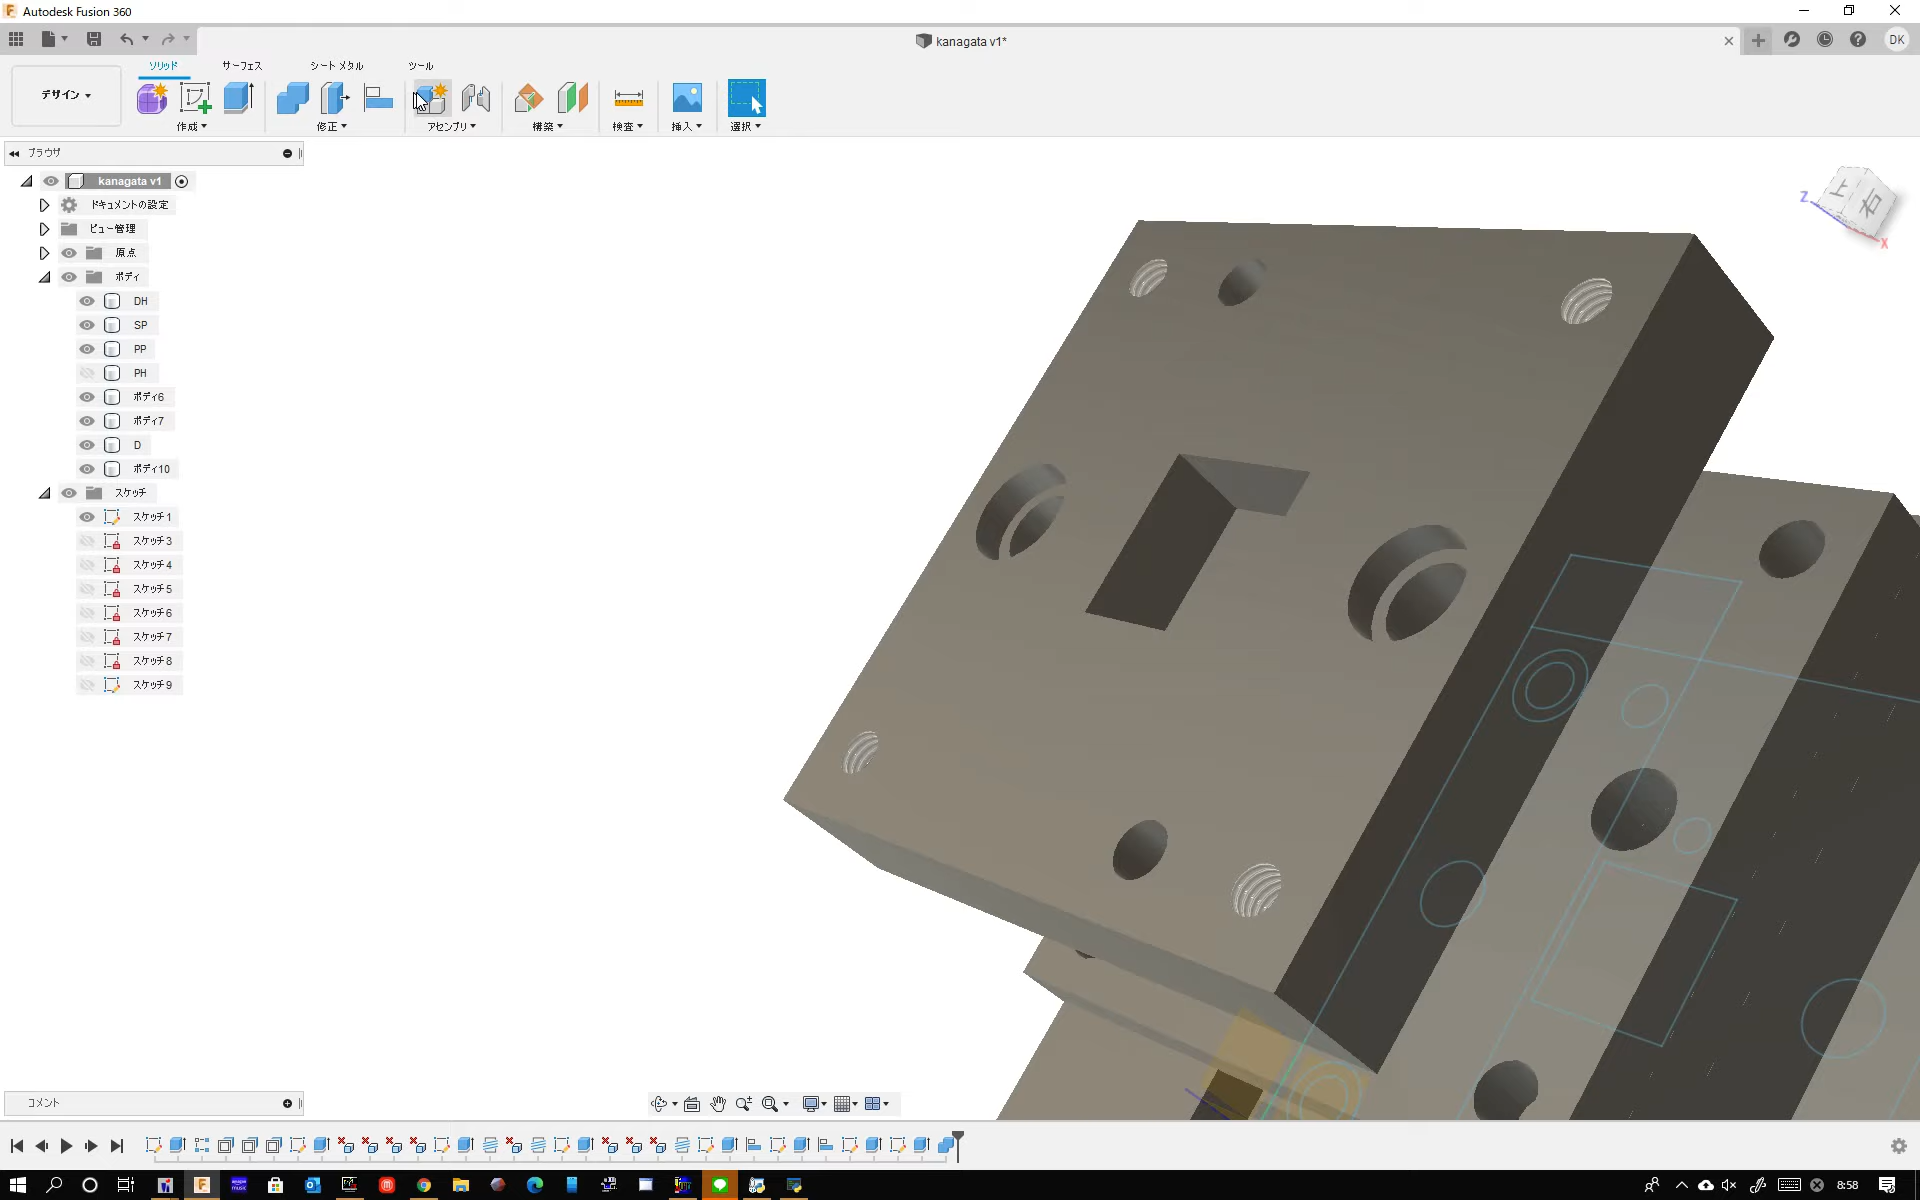 Autodesk Fusion 360
kanagata v1*
DK
デザイン
ソリッド
サーフェス
シート メタル
ツール
作成
修正
アセンブリ
構築
検査
挿入
選択
ブラウザ
kanagata v1
ドキュメントの設定
ビュー管理
原点
ボディ
DH
SP
PP
PH
ボディ6
ボディ7
D
ボディ10
スケッチ
スケッチ1
スケッチ3
スケッチ4
スケッチ5
スケッチ6
スケッチ7
スケッチ8
スケッチ9
Z
上
右
X
コメント
8:58